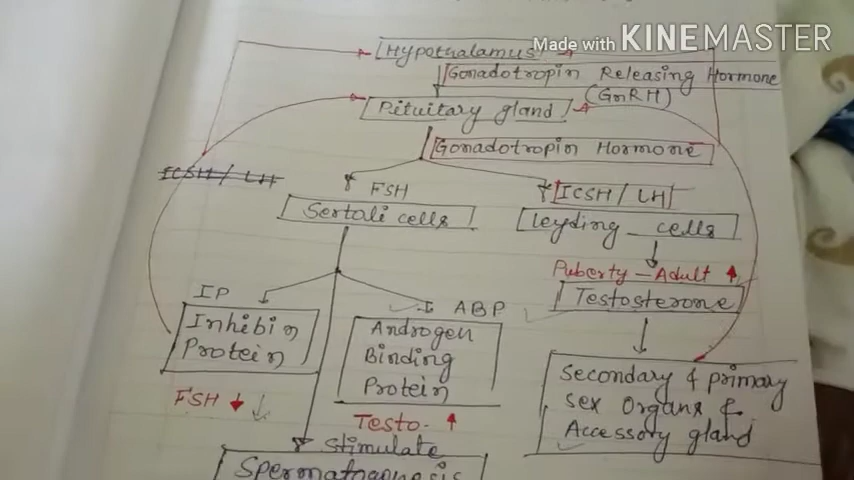 Made with KINEMASTER
Hypothalamus
Gonadotropin Releasing Hormone
(GnRH)
Pituitary gland
Gonadotropin Hormone
ICSH / LH
FSH
ICSH / LH
Sertali cells
Leyding cells
Puberty - Adult
Testosterone
IP
ABP
Inhibin
Protein
Androgen
Binding
Protein
FSH
Testo.
Secondary & primary
sex organs &
Accessory gland
stimulate
Spermatogenesis